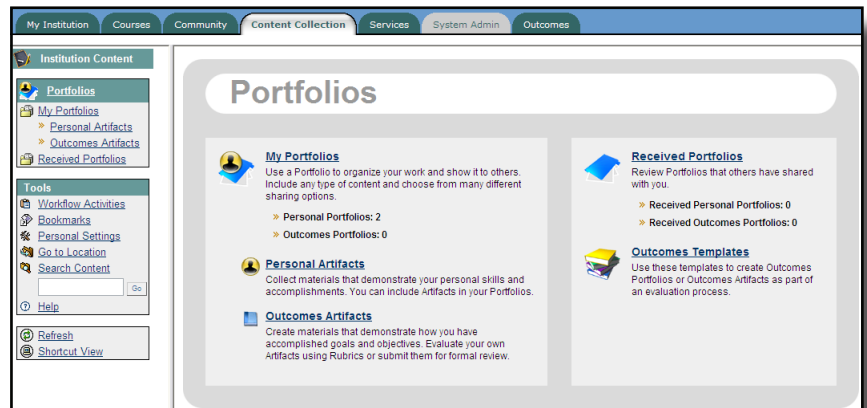 My Institution Courses Community Content Collection Services System Admin Outcomes
Institution Content
Portfolios
My Portfolios
» Personal Artifacts
» Outcomes Artifacts
Received Portfolios
Tools
Workflow Activities
Bookmarks
Personal Settings
Go to Location
Search Content
Go
Help
Refresh
Shortcut View
Portfolios
My Portfolios
Use a Portfolio to organize your work and show it to others.
Include any type of content and choose from many different
sharing options.
» Personal Portfolios: 2
» Outcomes Portfolios: 0
Personal Artifacts
Collect materials that demonstrate your personal skills and
accomplishments. You can include Artifacts in your Portfolios.
Outcomes Artifacts
Create materials that demonstrate how you have
accomplished goals and objectives. Evaluate your own
Artifacts using Rubrics or submit them for formal review.
Received Portfolios
Review Portfolios that others have shared
with you.
» Received Personal Portfolios: 0
» Received Outcomes Portfolios: 0
Outcomes Templates
Use these templates to create Outcomes
Portfolios or Outcomes Artifacts as part of
an evaluation process.